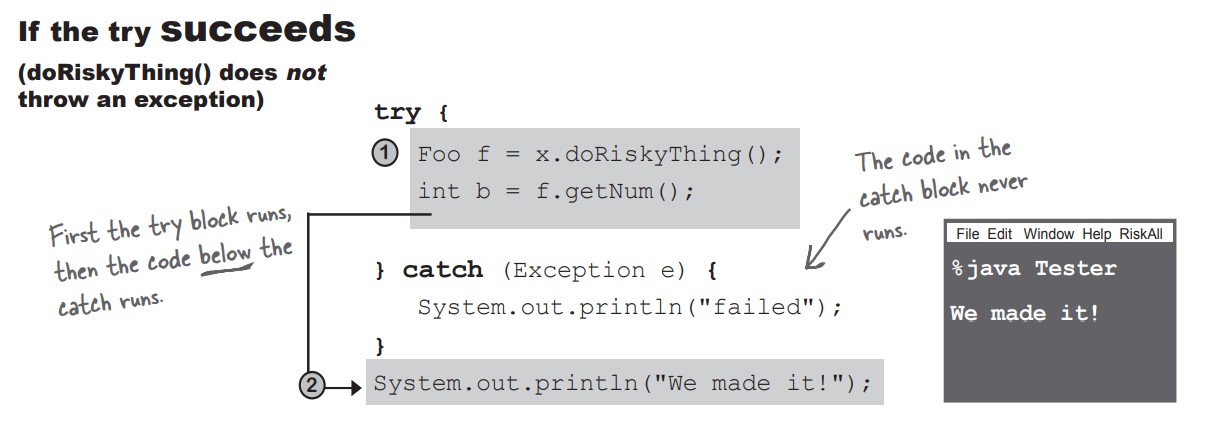 If the try succeeds
(doRiskyThing() does not
throw an exception)
try {
1 Foo f = x.doRiskyThing();
int b = f.getNum();
First the try block runs,
then the code below the
catch runs.
The code in the
catch block never
runs.
} catch (Exception e) {
System.out.println("failed");
}
2 System.out.println("We made it!");
File Edit Window Help RiskAll
%java Tester
We made it!